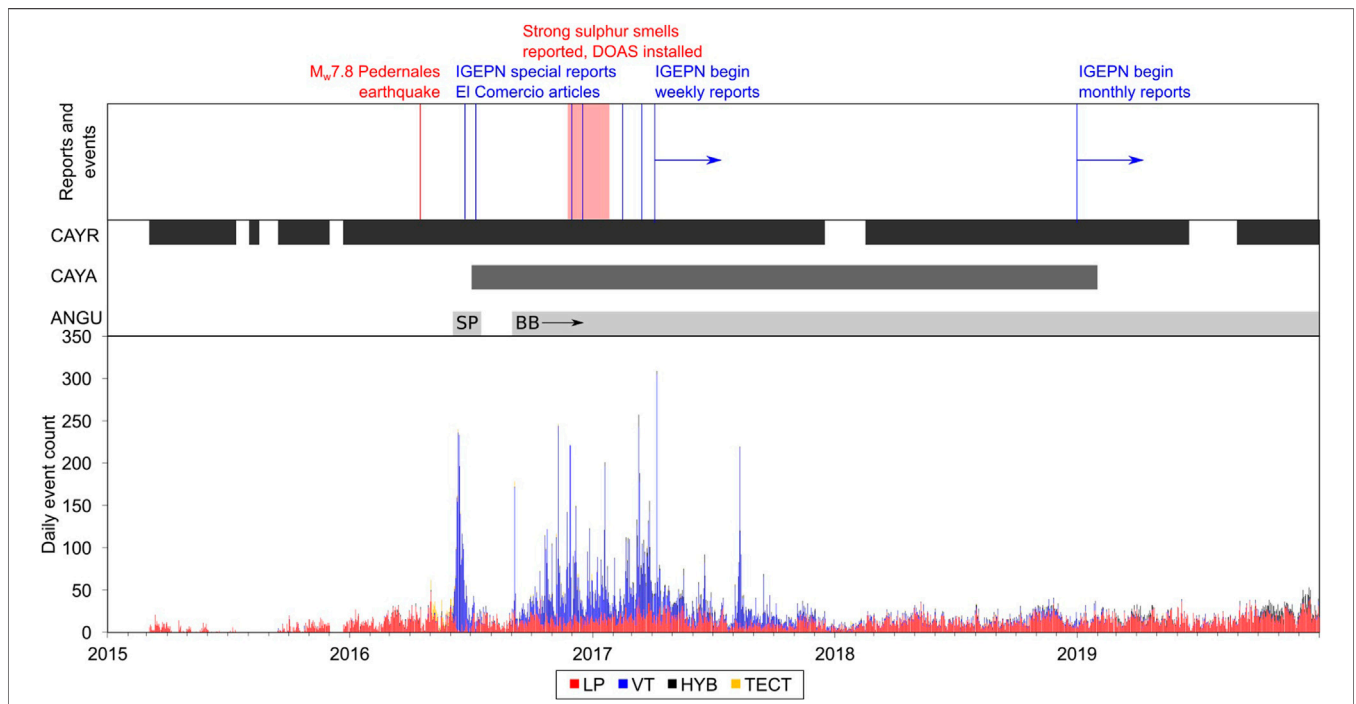 Strong sulphur smells
reported, DOAS installed
Mw7.8 Pedernales
earthquake
IGEPN special reports
El Comercio articles
IGEPN begin
weekly reports
IGEPN begin
monthly reports
Reports and
events
CAYR
CAYA
ANGU
SP
BB
Daily event count
350
300
250
200
150
100
50
0
2015
2016
2017
2018
2019
LP
VT
HYB
TECT